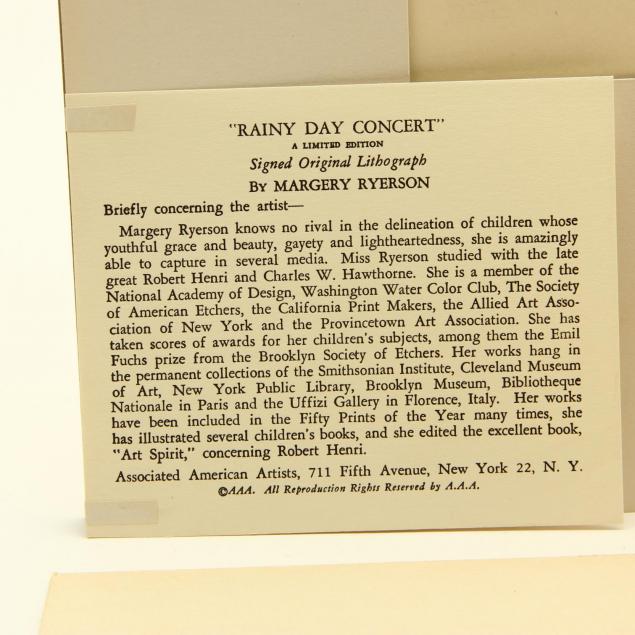 "RAINY DAY CONCERT"
A LIMITED EDITION
Signed Original Lithograph
BY MARGERY RYERSON
Briefly concerning the artist—
Margery Ryerson knows no rival in the delineation of children whose
youthful grace and beauty, gayety and lightheartedness, she is amazingly
able to capture in several media. Miss Ryerson studied with the late
great Robert Henri and Charles W. Hawthorne. She is a member of the
National Academy of Design, Washington Water Color Club, The Society
of American Etchers, the California Print Makers, the Allied Art Asso-
ciation of New York and the Provincetown Art Association. She has
taken scores of awards for her children's subjects, among them the Emil
Fuchs prize from the Brooklyn Society of Etchers. Her works hang in
the permanent collections of the Smithsonian Institute, Cleveland Museum
of Art, New York Public Library, Brooklyn Museum, Bibliotheque
Nationale in Paris and the Uffizi Gallery in Florence, Italy. Her works
have been included in the Fifty Prints of the Year many times, she
has illustrated several children's books, and she edited the excellent book,
"Art Spirit," concerning Robert Henri.
Associated American Artists, 711 Fifth Avenue, New York 22, N. Y.
©AAA. All Reproduction Rights Reserved by A.A.A.